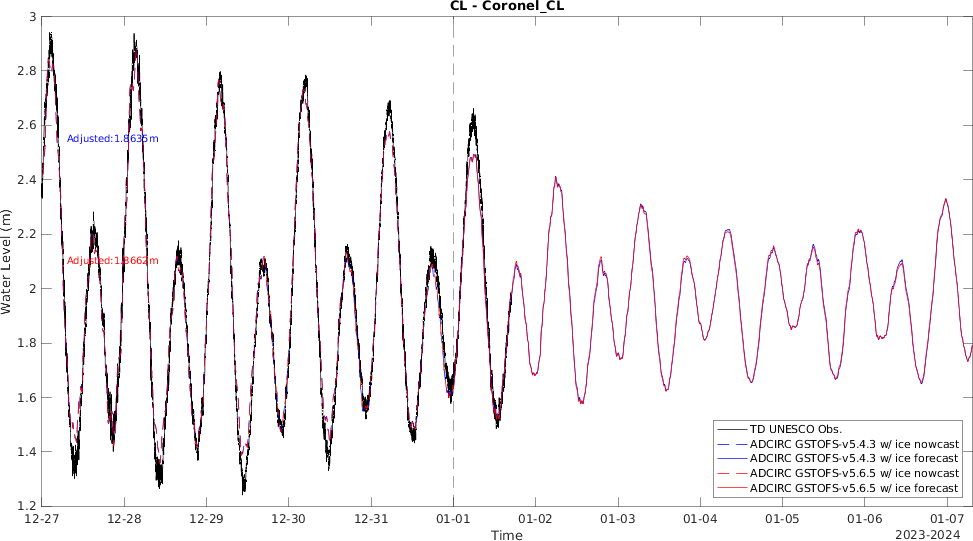 CL - Coronel_CL
3
2.8
2.6
2.4
2.2
2
1.8
1.6
1.4
1.2
Water Level (m)
Adjusted:1.8635m
Adjusted:1.8662m
TD UNESCO Obs.
ADCIRC GSTOFS-v5.4.3 w/ ice nowcast
ADCIRC GSTOFS-v5.4.3 w/ ice forecast
ADCIRC GSTOFS-v5.6.5 w/ ice nowcast
ADCIRC GSTOFS-v5.6.5 w/ ice forecast
12-27 12-28 12-29 12-30 12-31 01-01 01-02 01-03 01-04 01-05 01-06 01-07
Time
2023-2024